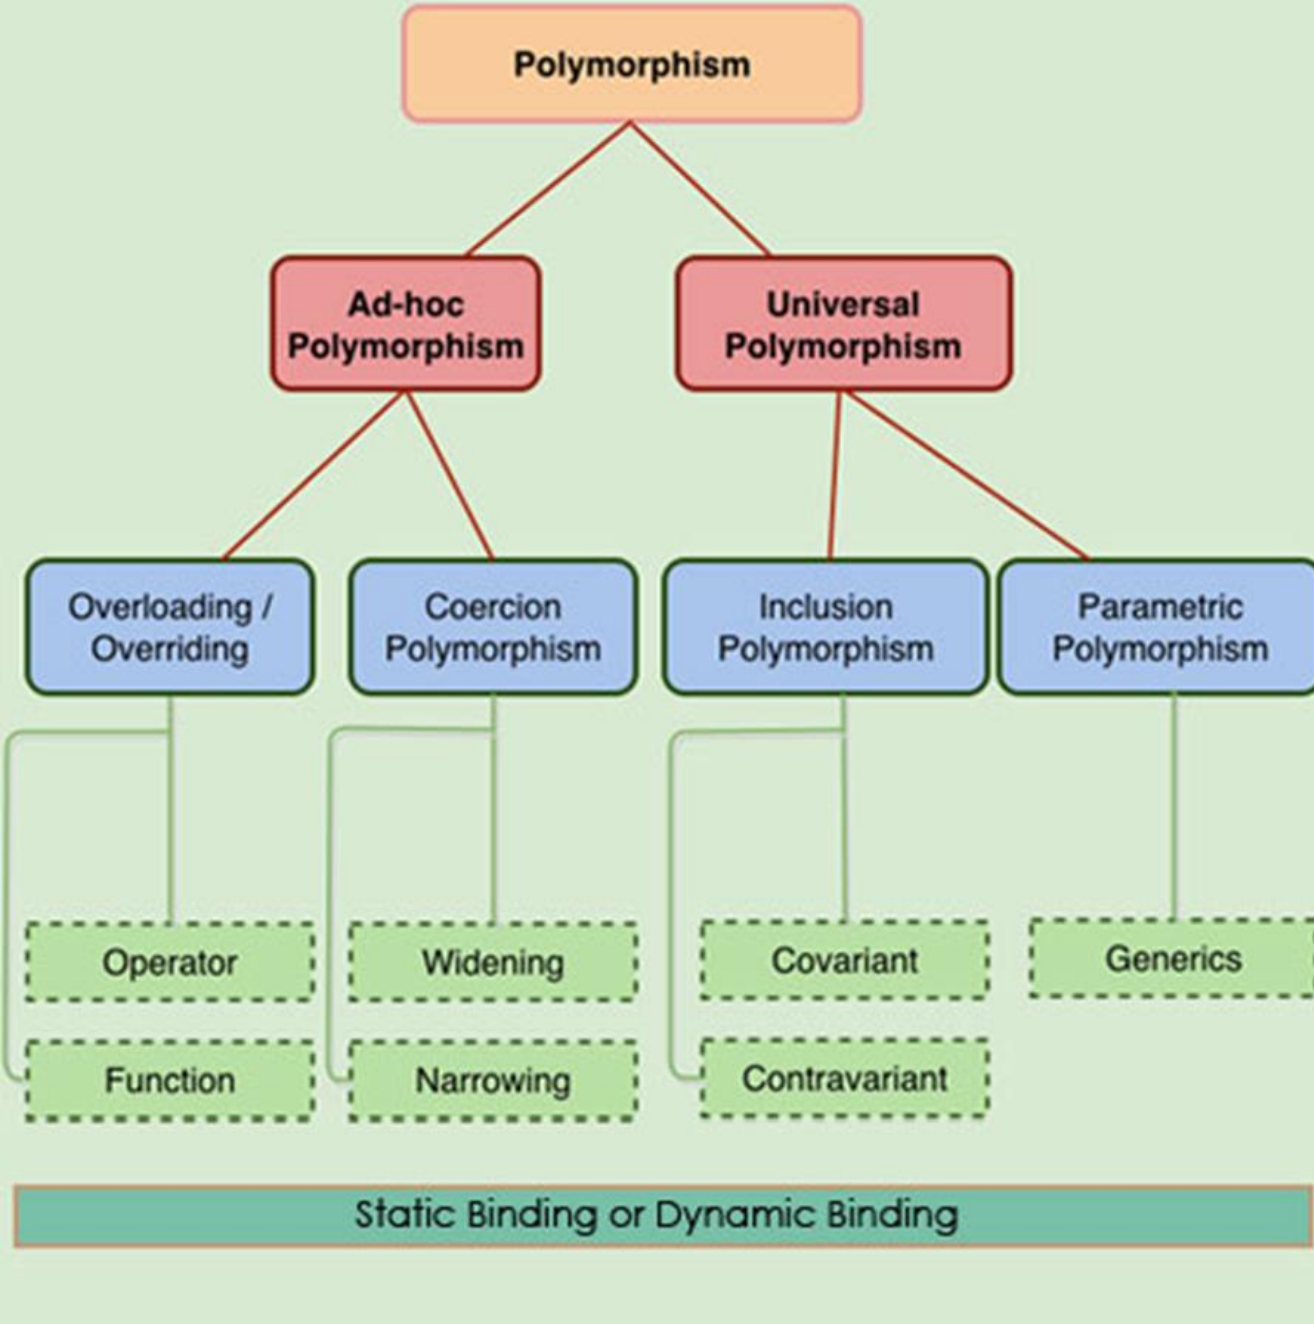 Polymorphism
Ad-hoc
Polymorphism
Universal
Polymorphism
Overloading /
Overriding
Coercion
Polymorphism
Inclusion
Polymorphism
Parametric
Polymorphism
Operator
Widening
Covariant
Generics
Function
Narrowing
Contravariant
Static Binding or Dynamic Binding